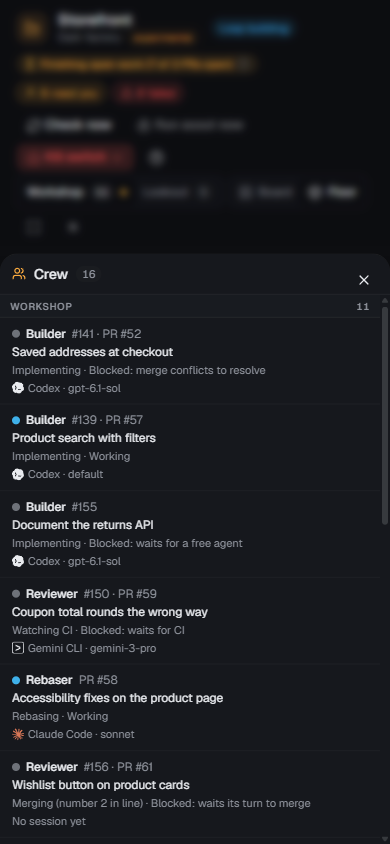 Storefront
Check now
Crew 16
WORKSHOP 11
Builder #141 · PR #52
Saved addresses at checkout
Implementing · Blocked: merge conflicts to resolve
Codex · gpt-6.1-sol
Builder #139 · PR #57
Product search with filters
Implementing · Working
Codex · default
Builder #155
Document the returns API
Implementing · Blocked: waits for a free agent
Codex · gpt-6.1-sol
Reviewer #150 · PR #59
Coupon total rounds the wrong way
Watching CI · Blocked: waits for CI
Gemini CLI · gemini-3-pro
Rebaser PR #58
Accessibility fixes on the product page
Rebasing · Working
Claude Code · sonnet
Reviewer #156 · PR #61
Wishlist button on product cards
Merging (number 2 in line) · Blocked: waits its turn to merge
No session yet